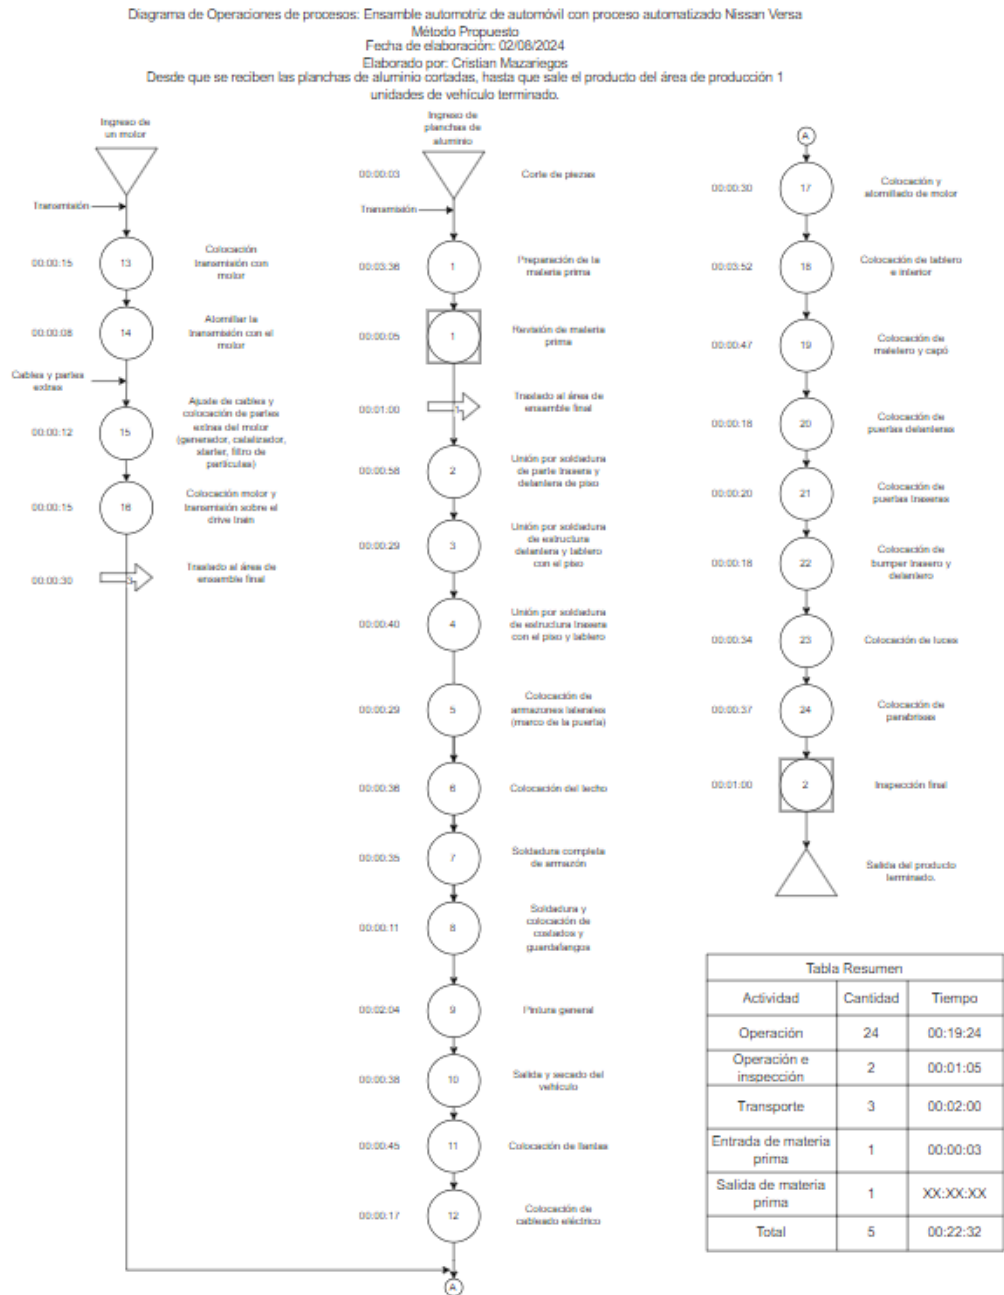 Diagrama de Operaciones de procesos: Ensamble automotriz de automóvil con proceso automatizado Nissan Versa
Método Propuesto
Fecha de elaboración: 02/08/2024
Elaborado por: Cristian Mazariegos
Desde que se reciben las planchas de aluminio cortadas, hasta que sale el producto del área de producción 1
unidades de vehículo terminado.
Ingreso de
un motor
Transmisión
00:00:15
13
Colocación
transmisión con
motor
00:00:08
14
Atornillar la
transmisión con el
motor
Cables y partes
extras
00:00:12
15
Ajuste de cables y
colocación de partes
extras del motor
(generador, catalizador,
starter, filtro de
partículas)
00:00:15
16
Colocación motor y
transmisión sobre el
drive train
00:00:30
3
Traslado al área de
ensamble final
Ingreso de
planchas de
aluminio
00:00:03
Corte de piezas
Transmisión
00:03:36
1
Preparación de la
materia prima
00:00:05
1
Revisión de materia
prima
00:01:00
1
Traslado al área de
ensamble final
00:00:58
2
Unión por soldadura
de parte trasera y
delantera de piso
00:00:29
3
Unión por soldadura
de estructura
delantera y tablero
con el piso
00:00:40
4
Unión por soldadura
de estructura trasera
con el piso y tablero
00:00:29
5
Colocación de
armazones laterales
(marco de la puerta)
00:00:36
6
Colocación del techo
00:00:35
7
Soldadura completa
de armazón
00:00:11
8
Soldadura y
colocación de
costados y
guardafangos
00:02:04
9
Pintura general
00:00:38
10
Salida y secado del
vehículo
00:00:45
11
Colocación de llantas
00:00:17
12
Colocación de
cableado eléctrico
A
A
00:00:30
17
Colocación y
atornillado de motor
00:03:52
18
Colocación de tablero
e interior
00:00:47
19
Colocación de
maletero y capó
00:00:18
20
Colocación de
puertas delanteras
00:00:20
21
Colocación de
puertas traseras
00:00:18
22
Colocación de
bumper trasero y
delantero
00:00:34
23
Colocación de luces
00:00:37
24
Colocación de
parabrisas
00:01:00
2
Inspección final
Salida del producto
terminado.
Tabla Resumen
Actividad Cantidad Tiempo
Operación 24 00:19:24
Operación e
inspección 2 00:01:05
Transporte 3 00:02:00
Entrada de materia
prima 1 00:00:03
Salida de materia
prima 1 XX:XX:XX
Total 5 00:22:32